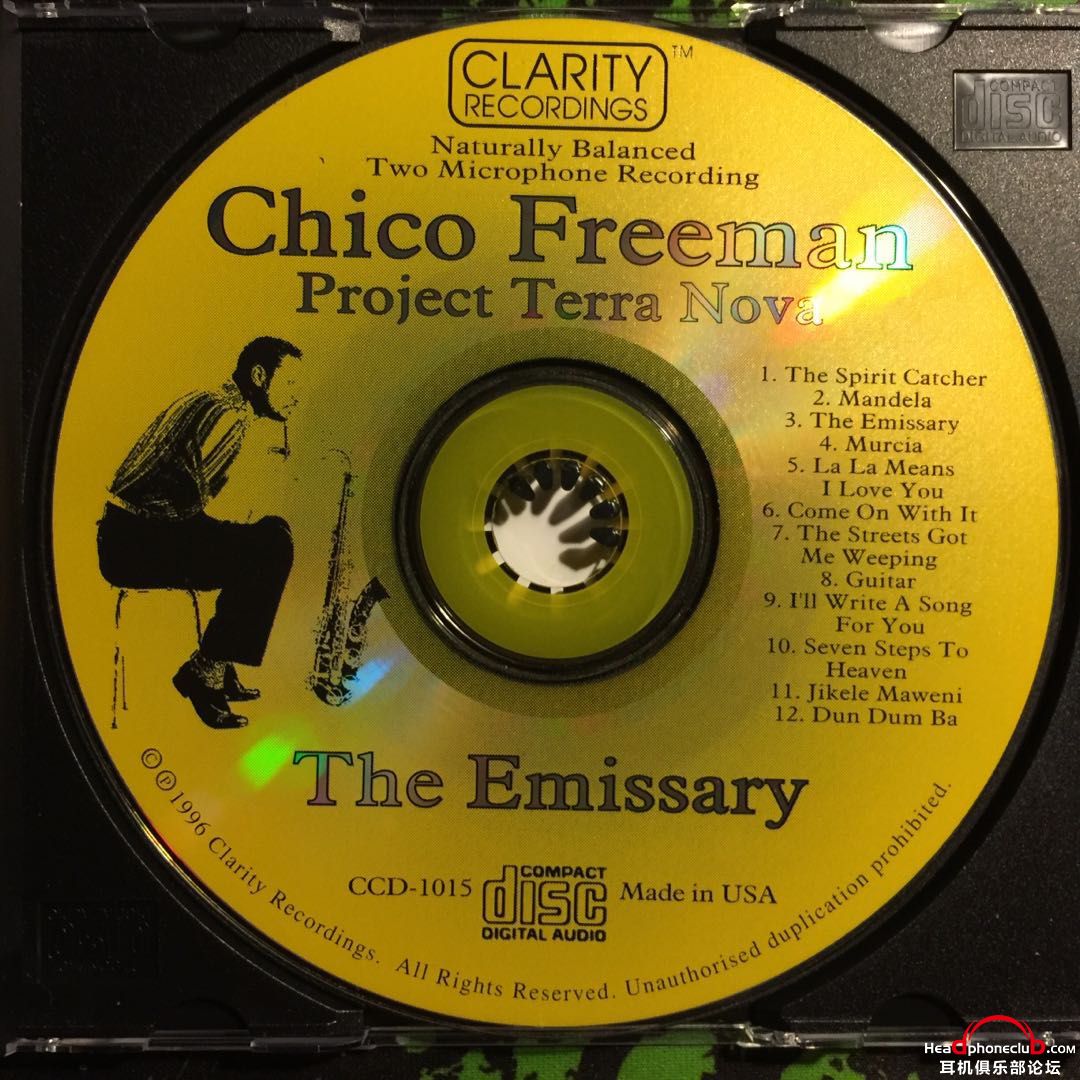 CLARITY
RECORDINGS
TM
COMPACT
disc
DIGITAL AUDIO
Naturally Balanced
Two Microphone Recording
Chico Freeman
Project Terra Nova
1. The Spirit Catcher
2. Mandela
3. The Emissary
4. Murcia
5. La La Means
I Love You
6. Come On With It
7. The Streets Got
Me Weeping
8. Guitar
9. I'll Write A Song
For You
10. Seven Steps To
Heaven
11. Jikele Maweni
12. Dun Dum Ba
The Emissary
CCD-1015
COMPACT
disc
DIGITAL AUDIO
Made in USA
©℗1996 Clarity Recordings. All Rights Reserved. Unauthorised duplication prohibited.
HeadphonecluD.com
耳机俱乐部论坛